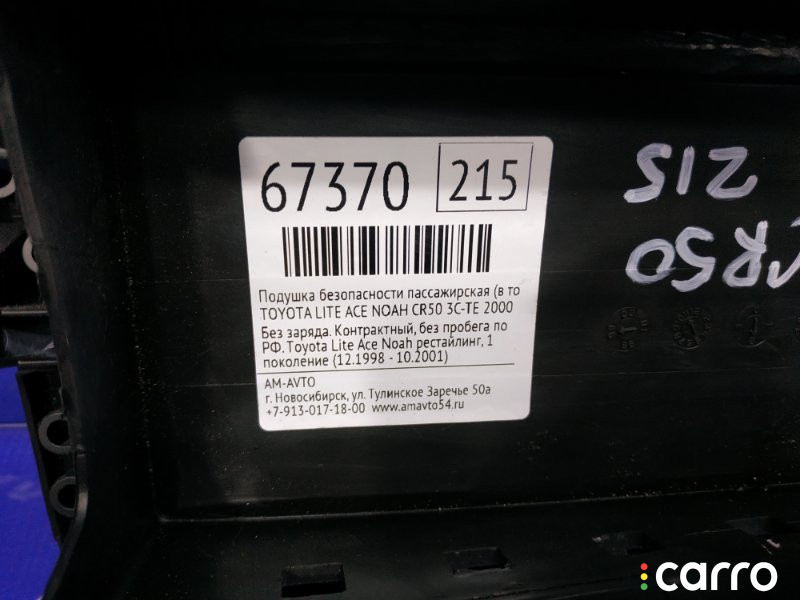 67370 215
Подушка безопасности пассажирская (в то
TOYOTA LITE ACE NOAH CR50 3C-TE 2000
Без заряда. Контрактный, без пробега по
РФ. Toyota Lite Ace Noah рестайлинг, 1
поколение (12.1998 - 10.2001)
АМ-АVTO
г. Новосибирск, ул. Тулинское Заречье 50а
+7-913-017-18-00 www.amavto54.ru
215
CR50
carro